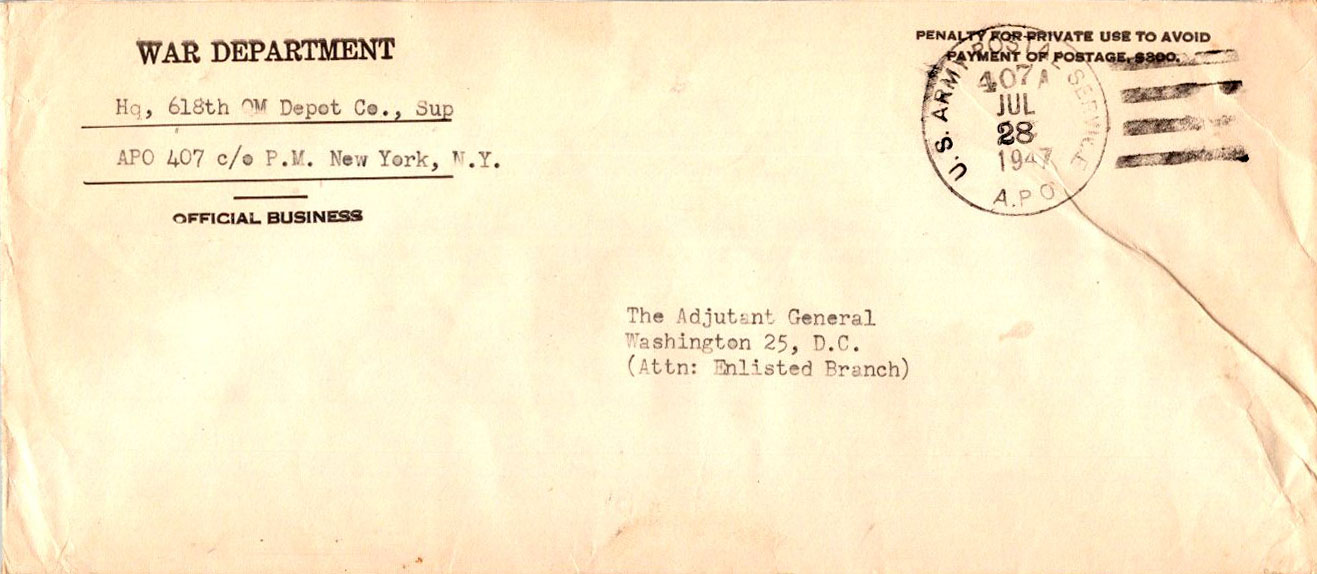 WAR DEPARTMENT
Hq, 618th QM Depot Co., Sup
APO 407 c/o P.M. New York, N.Y.
OFFICIAL BUSINESS
PENALTY FOR PRIVATE USE TO AVOID
PAYMENT OF POSTAGE, $300.
U.S. ARMY POSTAL SERVICE
407 A
JUL
28
1947
A.P.O
The Adjutant General
Washington 25, D.C.
(Attn: Enlisted Branch)